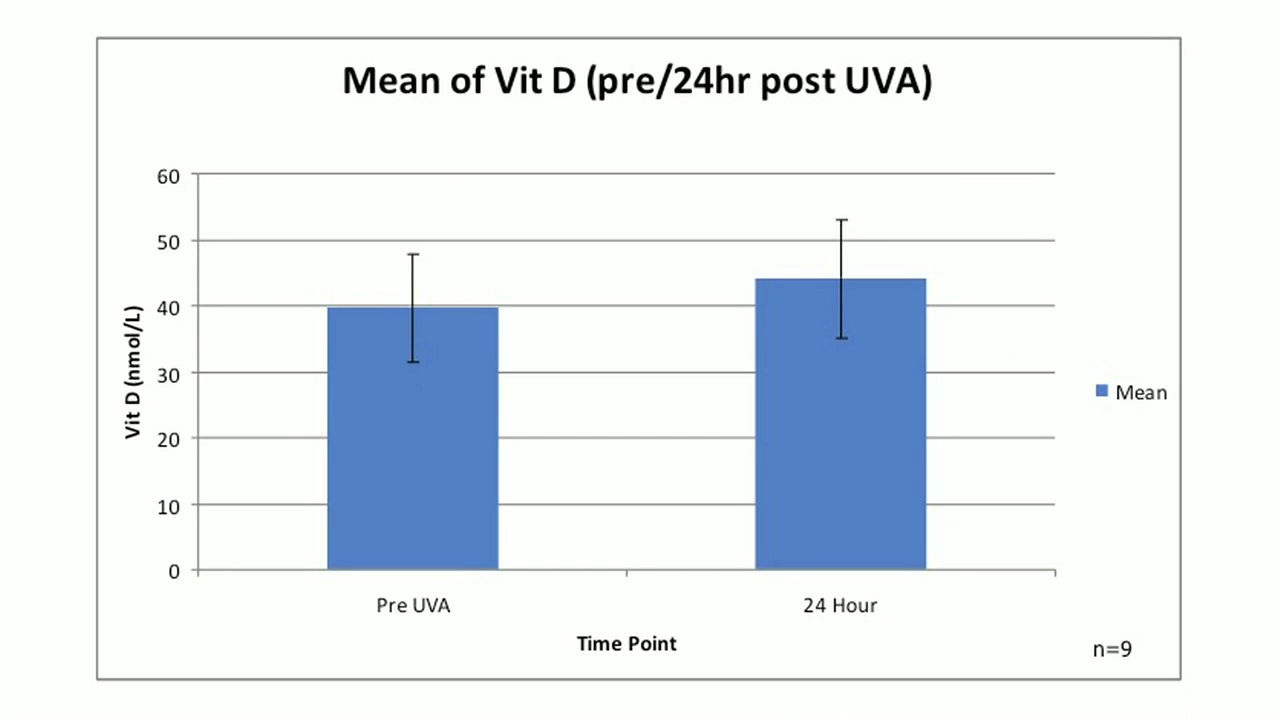 Mean of Vit D (pre/24hr post UVA)
60
50
40
30
20
10
0
Vit D (nmol/L)
Pre UVA
24 Hour
Time Point
Mean
n=9